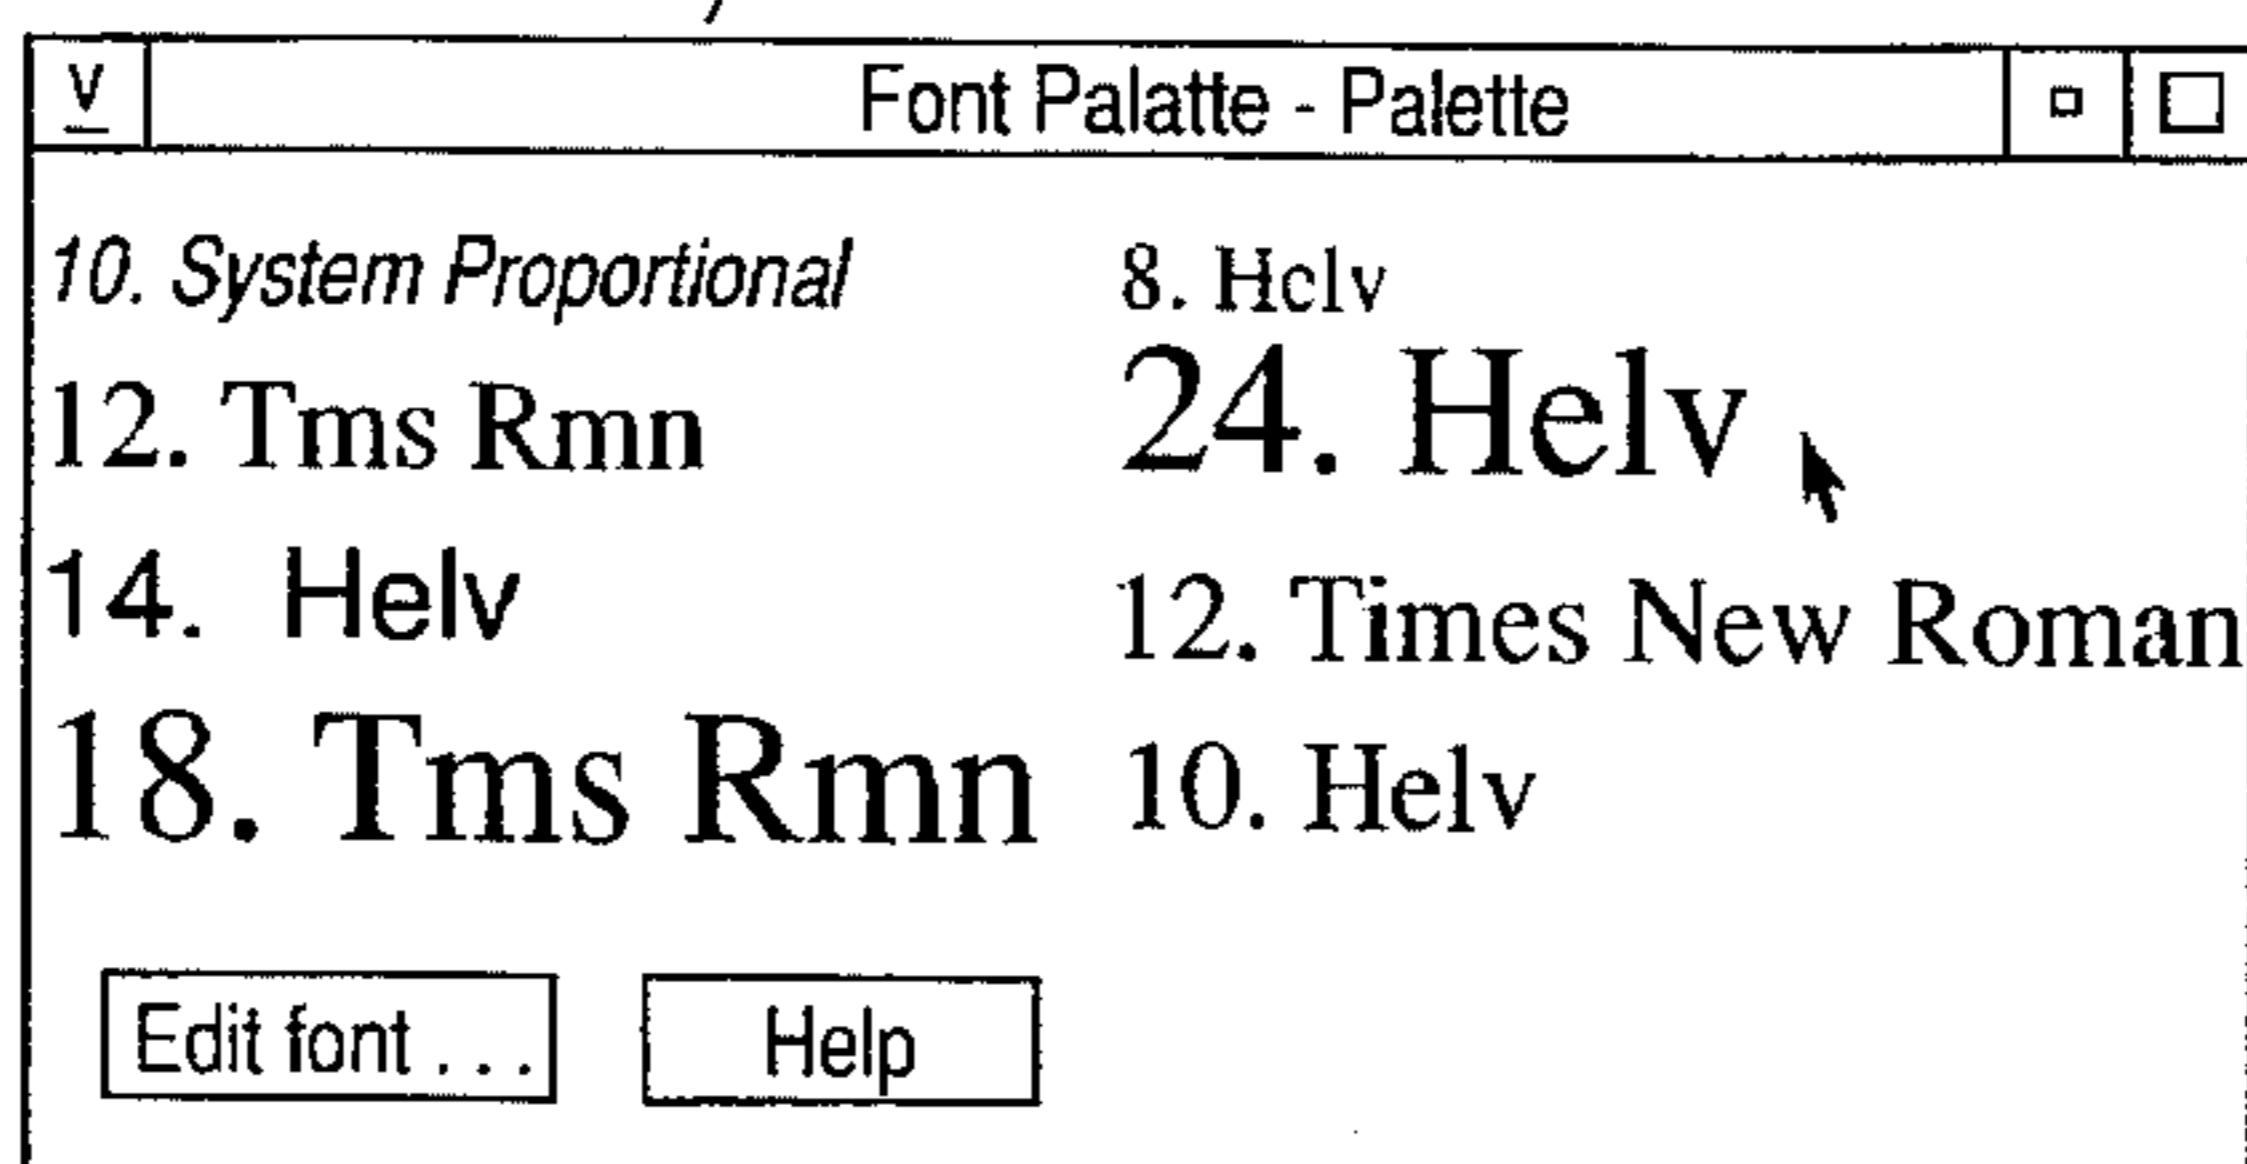 v Font Palatte - Palette
10. System Proportional
12. Tms Rmn
14. Helv
18. Tms Rmn
8. Helv
24. Helv
12. Times New Roman
10. Helv
Edit font . . .
Help